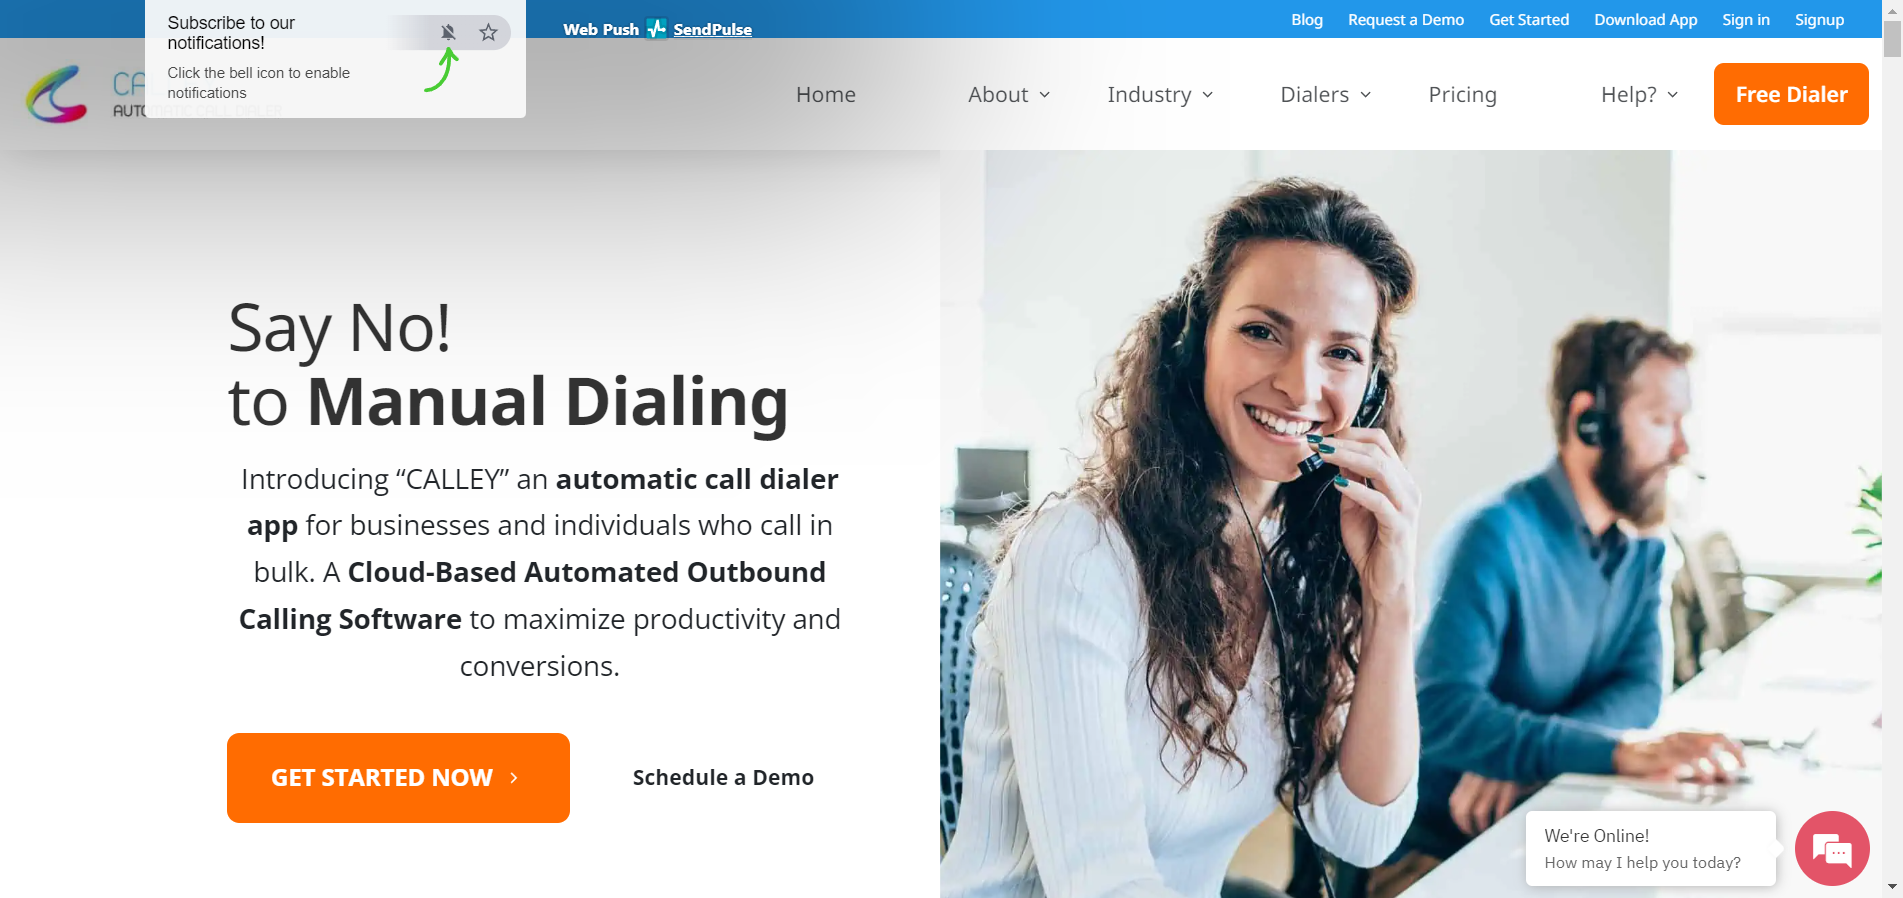 Subscribe to our
notifications!
Click the bell icon to enable
notifications
Web Push SendPulse
Blog Request a Demo Get Started Download App Sign in Signup
AUTOMATIC CALL DIALER
Home About Industry Dialers Pricing Help? Free Dialer
Say No!
to Manual Dialing
Introducing “CALLEY” an automatic call dialer
app for businesses and individuals who call in
bulk. A Cloud-Based Automated Outbound
Calling Software to maximize productivity and
conversions.
GET STARTED NOW
Schedule a Demo
We're Online!
How may I help you today?